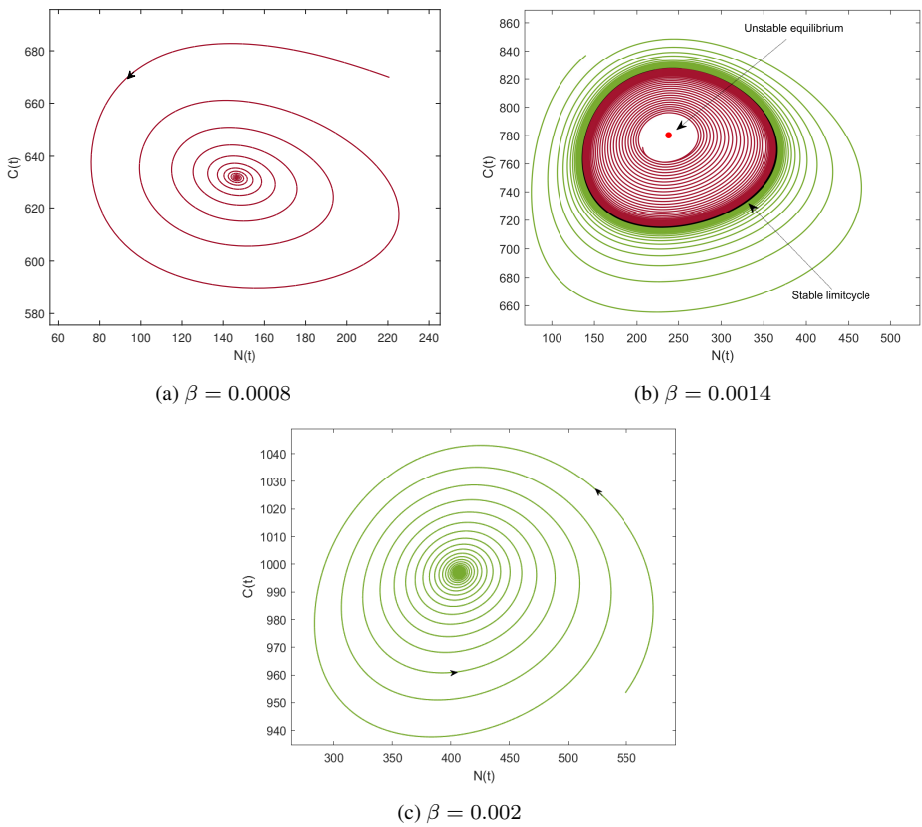 680
660
640
620
600
580
C(t)
60 80 100 120 140 160 180 200 220 240
N(t)
(a) β = 0.0008
860
840
820
800
780
760
740
720
700
680
660
C(t)
Unstable equilibrium
Stable limitcycle
100 150 200 250 300 350 400 450 500
N(t)
(b) β = 0.0014
1040
1030
1020
1010
1000
990
980
970
960
950
940
C(t)
300 350 400 450 500 550
N(t)
(c) β = 0.002